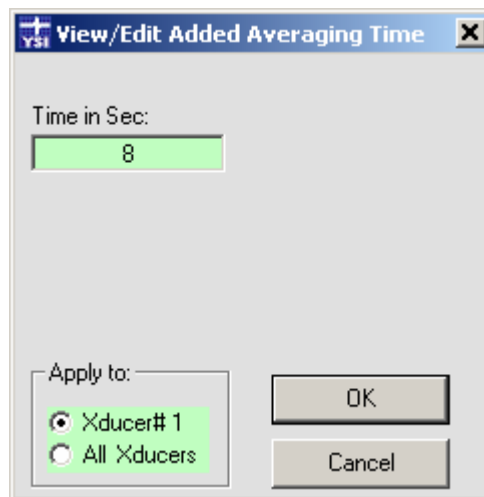 YSI View/Edit Added Averaging Time
Time in Sec:
8
Apply to:
Xducer# 1
All Xducers
OK
Cancel